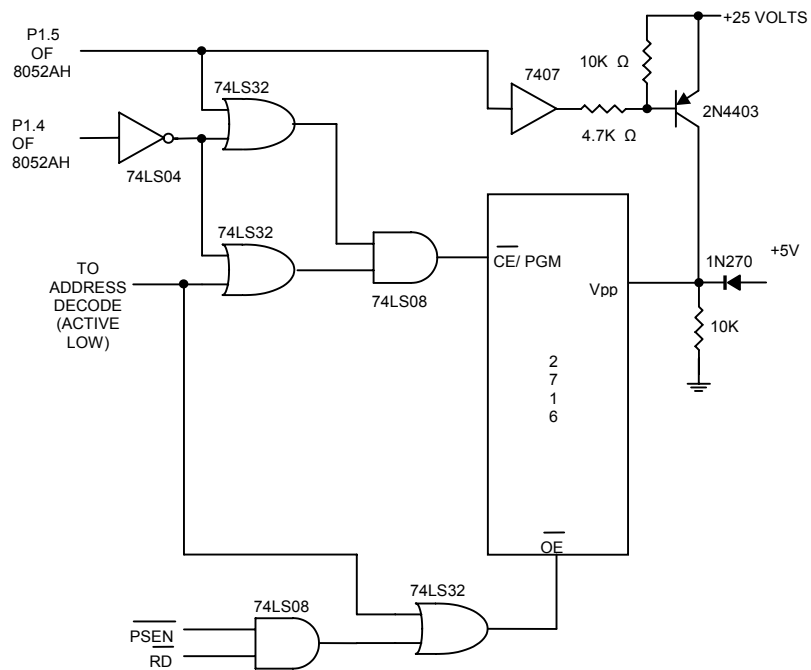 P1.5
OF
8052AH
P1.4
OF
8052AH
74LS04
74LS32
7407
4.7K Ω
10K Ω
+25 VOLTS
2N4403
74LS32
TO
ADDRESS
DECODE
(ACTIVE
LOW)
74LS08
CE/ PGM
Vpp
1N270
+5V
10K
2
7
1
6
OE
74LS08
PSEN
RD
74LS32